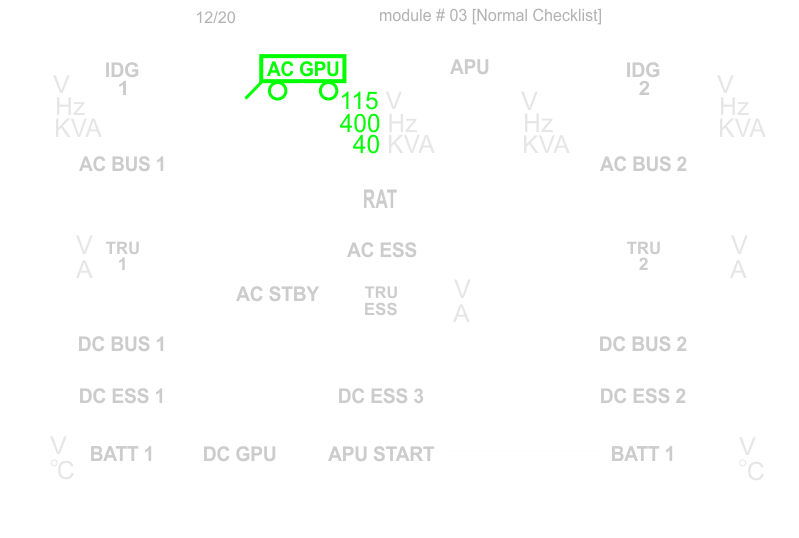 12/20
module # 03 [Normal Checklist]
IDG
1
V
Hz
KVA
AC GPU
115 V
400 Hz
40 KVA
APU
V
Hz
KVA
IDG
2
V
Hz
KVA
AC BUS 1
AC BUS 2
RAT
V
A
TRU
1
AC ESS
TRU
2
V
A
AC STBY
TRU
ESS
V
A
DC BUS 1
DC BUS 2
DC ESS 1
DC ESS 3
DC ESS 2
V
°C
BATT 1
DC GPU
APU START
BATT 1
V
°C